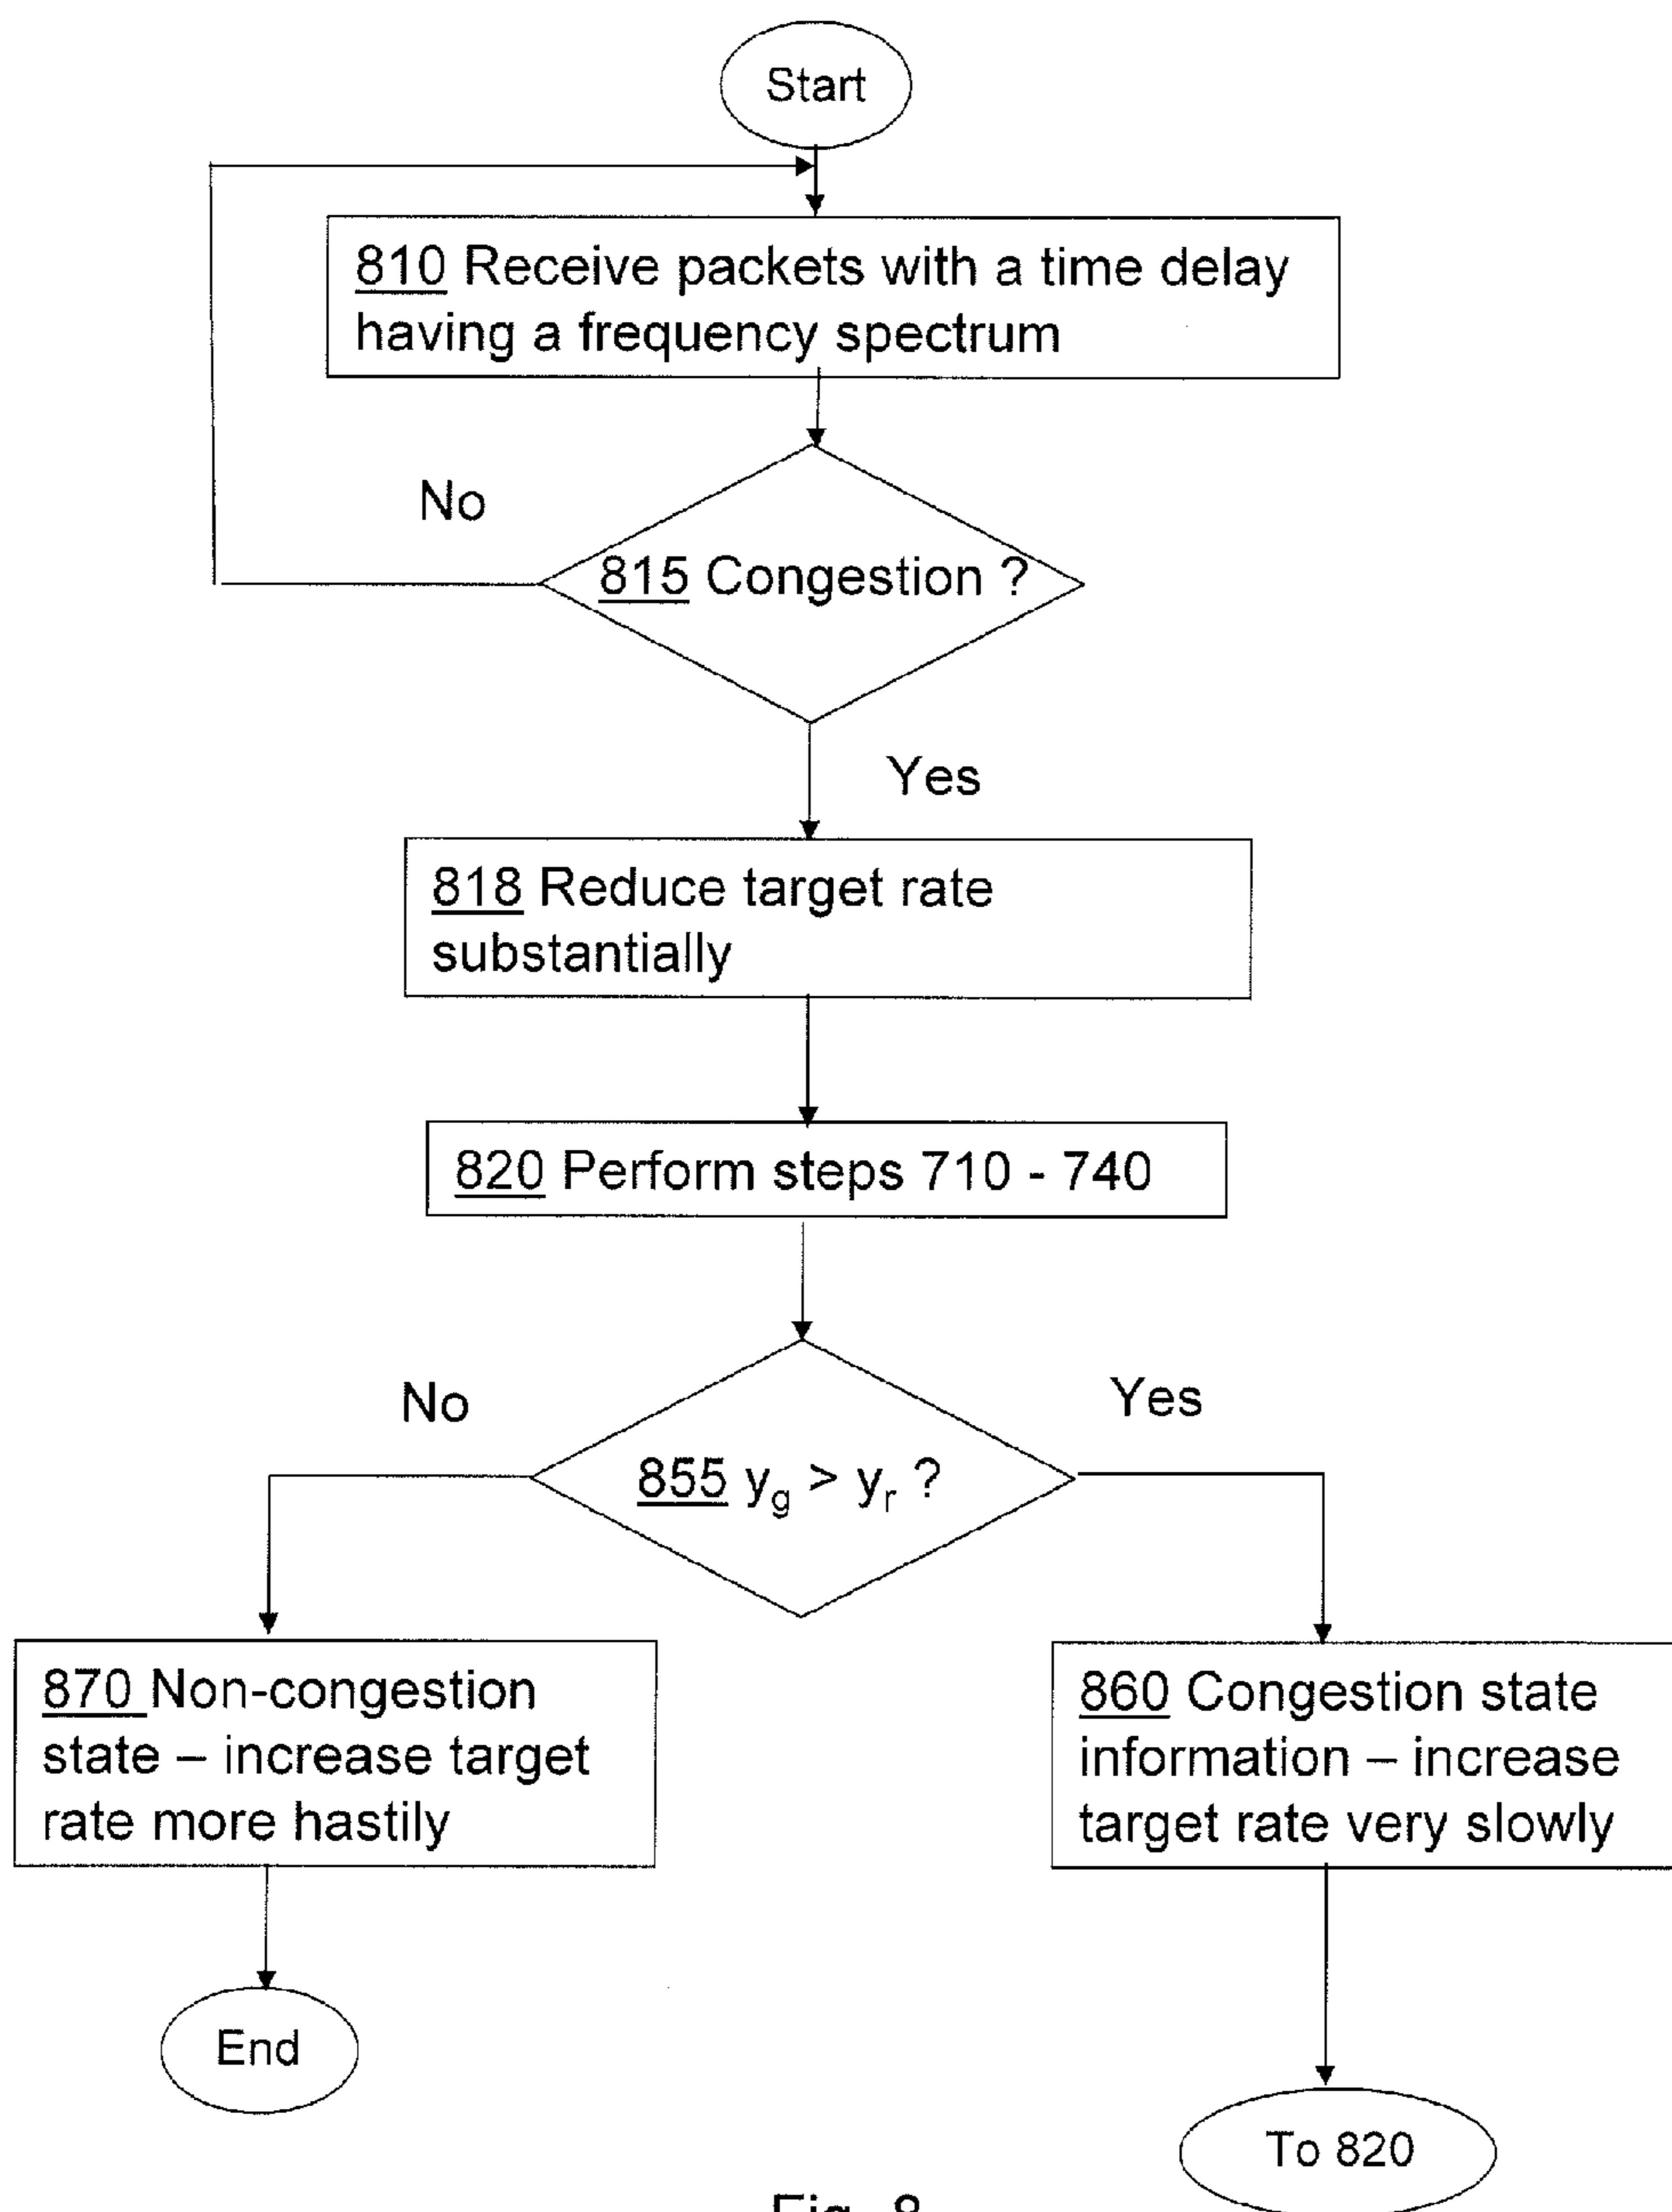 Start
810 Receive packets with a time delay
having a frequency spectrum
No
815 Congestion ?
Yes
818 Reduce target rate
substantially
820 Perform steps 710 - 740
No
Yes
855 yg > yr ?
870 Non-congestion
state – increase target
rate more hastily
860 Congestion state
information – increase
target rate very slowly
End
To 820
Fig. 8